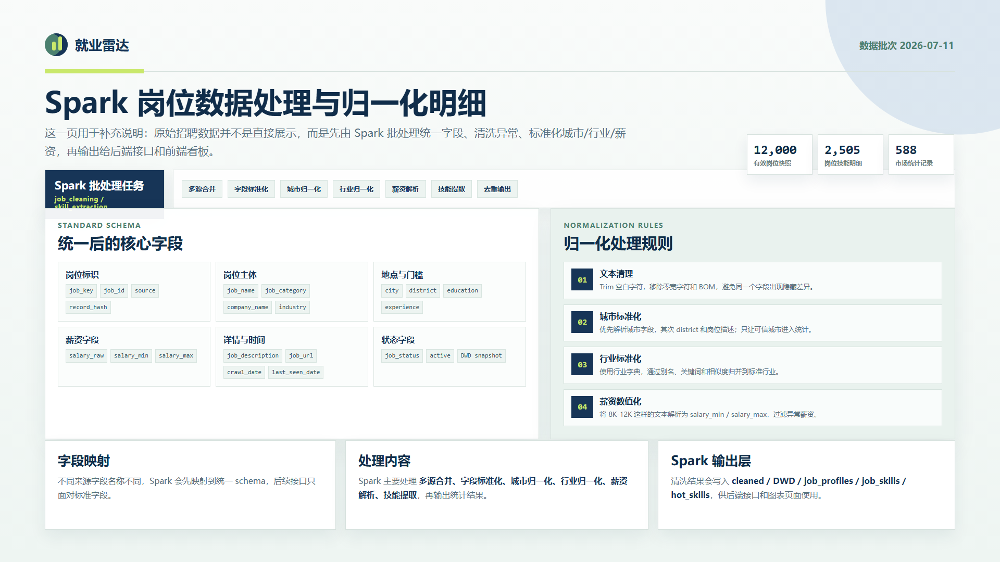 就业雷达
数据批次 2026-07-11
Spark 岗位数据处理与归一化明细
这一页用于补充说明：原始招聘数据并不是直接展示，而是先由 Spark 批处理统一字段、清洗异常、标准化城市/行业/薪
资，再输出给后端接口和前端看板。
12,000
有效岗位快照
2,505
岗位技能明细
588
市场统计记录
Spark 批处理任务
job_cleaning /
skill_extraction
多源合并
字段标准化
城市归一化
行业归一化
薪资解析
技能提取
去重输出
STANDARD SCHEMA
统一后的核心字段
岗位标识
job_key
job_id
source
record_hash
岗位主体
job_name
job_category
company_name
industry
地点与门槛
city
district
education
experience
薪资字段
salary_raw
salary_min
salary_max
详情与时间
job_description
job_url
crawl_date
last_seen_date
状态字段
job_status
active
DWD snapshot
NORMALIZATION RULES
归一化处理规则
01
文本清理
Trim 空白字符，移除零宽字符和 BOM，避免同一个字段出现隐藏差异。
02
城市标准化
优先解析城市字段，其次 district 和岗位描述；只让可信城市进入统计。
03
行业标准化
使用行业字典，通过别名、关键词和相似度归并到标准行业。
04
薪资数值化
将 8K-12K 这样的文本解析为 salary_min / salary_max，过滤异常薪资。
字段映射
不同来源字段名称不同，Spark 会先映射到统一 schema，后续接口只
面对标准字段。
处理内容
Spark 主要处理 多源合并、字段标准化、城市归一化、行业归一化、薪资
解析、技能提取，再输出统计结果。
Spark 输出层
清洗结果会写入 cleaned / DWD / job_profiles / job_skills /
hot_skills，供后端接口和图表页面使用。